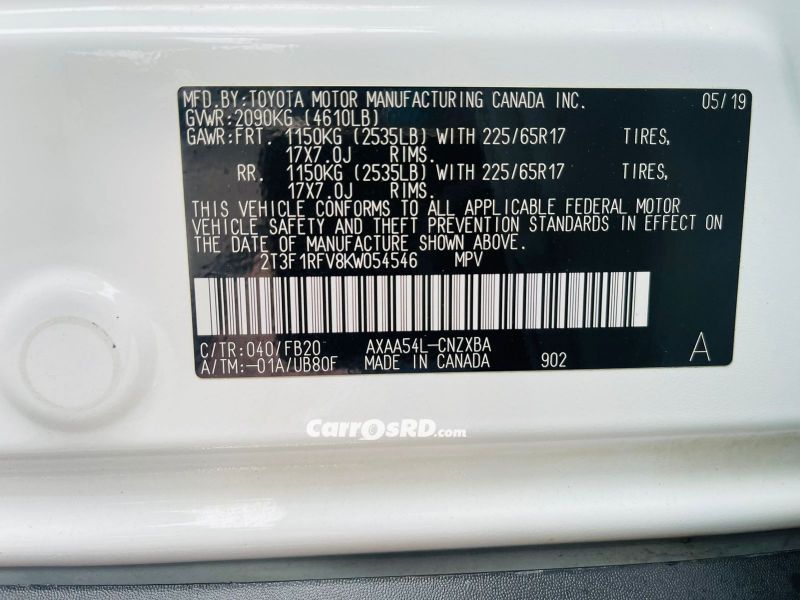 MFD.BY:TOYOTA MOTOR MANUFACTURING CANADA INC. 05/19
GVWR:2090KG (4610LB)
GAWR:FRT. 1150KG (2535LB) WITH 225/65R17 TIRES,
17X7.0J RIMS.
RR. 1150KG (2535LB) WITH 225/65R17 TIRES,
17X7.0J RIMS.
THIS VEHICLE CONFORMS TO ALL APPLICABLE FEDERAL MOTOR
VEHICLE SAFETY AND THEFT PREVENTION STANDARDS IN EFFECT ON
THE DATE OF MANUFACTURE SHOWN ABOVE.
2T3F1RFV8KW054546 MPV
C/TR:040/FB20 AXAA54L-CNZXBA
A/TM:-01A/UB80F MADE IN CANADA 902 A
CarrOsRD.com